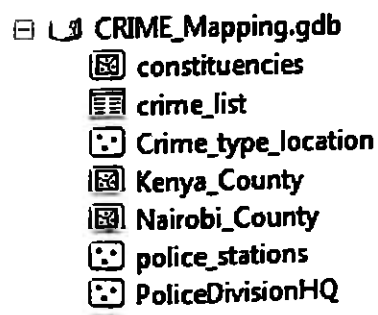 CRIME_Mapping.gdb
constituencies
crime_list
Crime_type_location
Kenya_County
Nairobi_County
police_stations
PoliceDivisionHQ